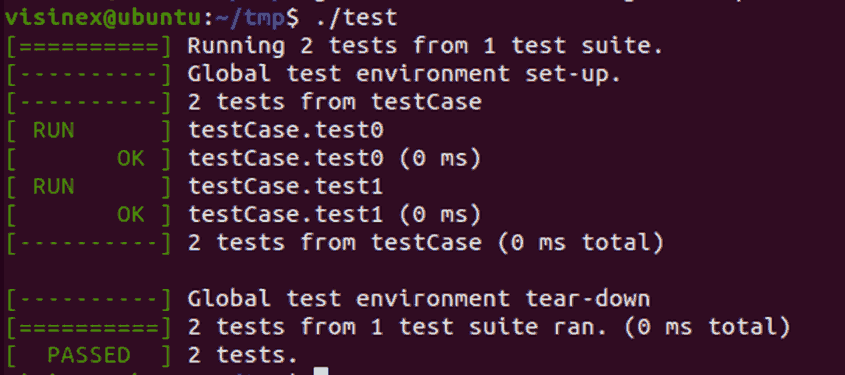 visinex@ubuntu:~/tmp$ ./test
[==========] Running 2 tests from 1 test suite.
[----------] Global test environment set-up.
[----------] 2 tests from testCase
[ RUN      ] testCase.test0
[       OK ] testCase.test0 (0 ms)
[ RUN      ] testCase.test1
[       OK ] testCase.test1 (0 ms)
[----------] 2 tests from testCase (0 ms total)

[----------] Global test environment tear-down
[==========] 2 tests from 1 test suite ran. (0 ms total)
[  PASSED  ] 2 tests.